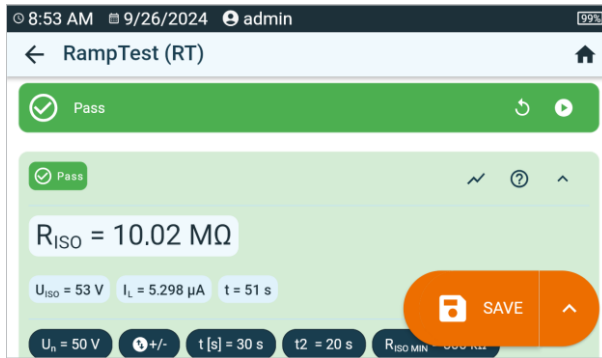 8:53 AM 9/26/2024 admin 99%
RampTest (RT)
Pass
Pass
RISO = 10.02 MΩ
UISO = 53 V IL = 5.298 µA t = 51 s
SAVE
Un = 50 V +/- t [s] = 30 s t2 = 20 s RISO MIN